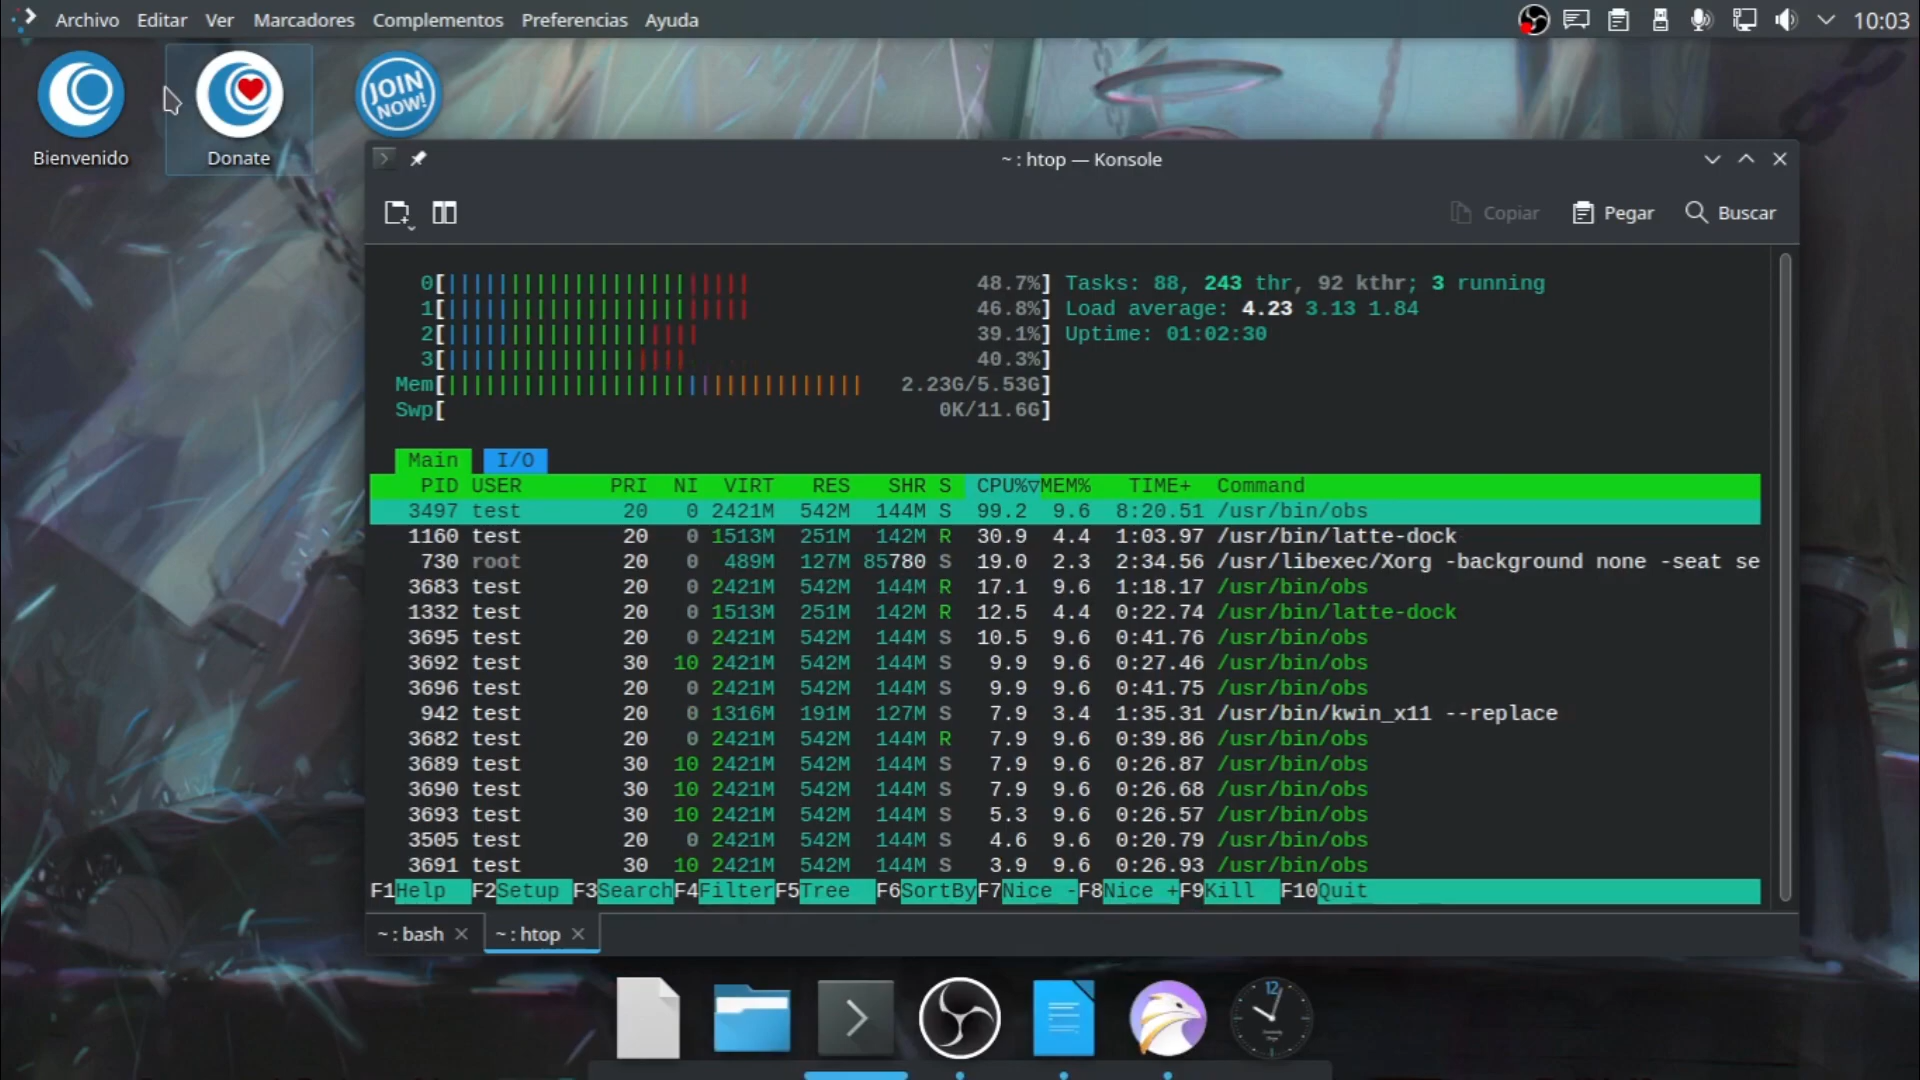 Archivo Editar Ver Marcadores Complementos Preferencias Ayuda 10:03
Bienvenido Donate JOIN NOW!
~ : htop — Konsole
Copiar Pegar Buscar
0[ 48.7%] Tasks: 88, 243 thr, 92 kthr; 3 running
1[ 46.8%] Load average: 4.23 3.13 1.84
2[ 39.1%] Uptime: 01:02:30
3[ 40.3%]
Mem[ 2.23G/5.53G]
Swp[ 0K/11.6G]
Main I/O
PID USER PRI NI VIRT RES SHR S CPU%▽MEM% TIME+ Command
3497 test 20 0 2421M 542M 144M S 99.2 9.6 8:20.51 /usr/bin/obs
1160 test 20 0 1513M 251M 142M R 30.9 4.4 1:03.97 /usr/bin/latte-dock
730 root 20 0 489M 127M 85780 S 19.0 2.3 2:34.56 /usr/libexec/Xorg -background none -seat se
3683 test 20 0 2421M 542M 144M R 17.1 9.6 1:18.17 /usr/bin/obs
1332 test 20 0 1513M 251M 142M R 12.5 4.4 0:22.74 /usr/bin/latte-dock
3695 test 20 0 2421M 542M 144M S 10.5 9.6 0:41.76 /usr/bin/obs
3692 test 30 10 2421M 542M 144M S 9.9 9.6 0:27.46 /usr/bin/obs
3696 test 20 0 2421M 542M 144M S 9.9 9.6 0:41.75 /usr/bin/obs
942 test 20 0 1316M 191M 127M S 7.9 3.4 1:35.31 /usr/bin/kwin_x11 --replace
3682 test 20 0 2421M 542M 144M R 7.9 9.6 0:39.86 /usr/bin/obs
3689 test 30 10 2421M 542M 144M S 7.9 9.6 0:26.87 /usr/bin/obs
3690 test 30 10 2421M 542M 144M S 7.9 9.6 0:26.68 /usr/bin/obs
3693 test 30 10 2421M 542M 144M S 5.3 9.6 0:26.57 /usr/bin/obs
3505 test 20 0 2421M 542M 144M S 4.6 9.6 0:20.79 /usr/bin/obs
3691 test 30 10 2421M 542M 144M S 3.9 9.6 0:26.93 /usr/bin/obs
F1Help F2Setup F3SearchF4FilterF5Tree F6SortByF7Nice -F8Nice +F9Kill F10Quit
~ : bash ~ : htop
12